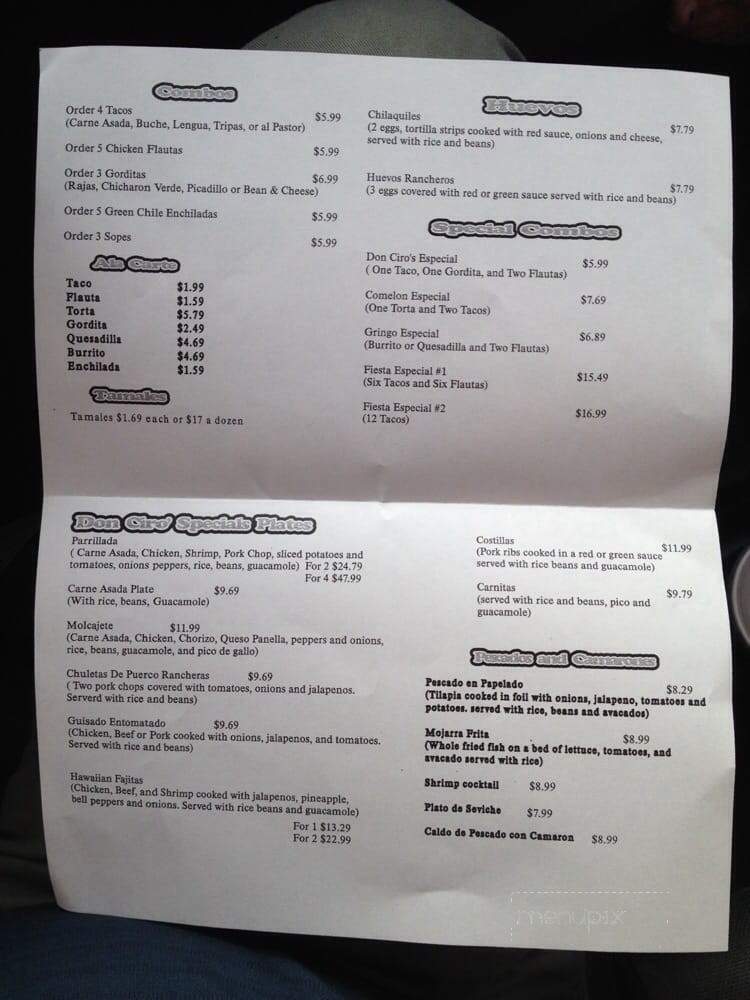 Combos
Order 4 Tacos $5.99
(Carne Asada, Buche, Lengua, Tripas, or al Pastor)
Order 5 Chicken Flautas $5.99
Order 3 Gorditas $6.99
(Rajas, Chicharon Verde, Picadillo or Bean & Cheese)
Order 5 Green Chile Enchiladas $5.99
Order 3 Sopes $5.99
Ala Carte
Taco $1.99
Flauta $1.59
Torta $5.79
Gordita $2.49
Quesadilla $4.69
Burrito $4.69
Enchilada $1.59
Tamales
Tamales $1.69 each or $17 a dozen
Huevos
Chilaquiles $7.79
(2 eggs, tortilla strips cooked with red sauce, onions and cheese,
served with rice and beans)
Huevos Rancheros $7.79
(3 eggs covered with red or green sauce served with rice and beans)
Special Combos
Don Ciro's Especial $5.99
( One Taco, One Gordita, and Two Flautas)
Comelon Especial $7.69
(One Torta and Two Tacos)
Gringo Especial $6.89
(Burrito or Quesadilla and Two Flautas)
Fiesta Especial #1 $15.49
(Six Tacos and Six Flautas)
Fiesta Especial #2 $16.99
(12 Tacos)
Don Ciro' Specials Plates
Parrillada
( Carne Asada, Chicken, Shrimp, Pork Chop, sliced potatoes and
tomatoes, onions peppers, rice, beans, guacamole) For 2 $24.79
For 4 $47.99
Carne Asada Plate $9.69
(With rice, beans, Guacamole)
Molcajete $11.99
(Carne Asada, Chicken, Chorizo, Queso Panella, peppers and onions,
rice, beans, guacamole, and pico de gallo)
Chuletas De Puerco Rancheras $9.69
( Two pork chops covered with tomatoes, onions and jalapenos.
Serverd with rice and beans)
Guisado Entomatado $9.69
(Chicken, Beef or Pork cooked with onions, jalapenos, and tomatoes.
Served with rice and beans)
Hawaiian Fajitas
(Chicken, Beef, and Shrimp cooked with jalapenos, pineapple,
bell peppers and onions. Served with rice beans and guacamole)
For 1 $13.29
For 2 $22.99
Costillas $11.99
(Pork ribs cooked in a red or green sauce
served with rice beans and guacamole)
Carnitas $9.79
(served with rice and beans, pico and
guacamole)
Pescados and Camarones
Pescado en Papelado $8.29
(Tilapia cooked in foil with onions, jalapeno, tomatoes and
potatoes. served with rice, beans and avacados)
Mojarra Frita $8.99
(Whole fried fish on a bed of lettuce, tomatoes, and
avacado served with rice)
Shrimp cocktail $8.99
Plato de Seviche $7.99
Caldo de Pescado con Camaron $8.99
menupix